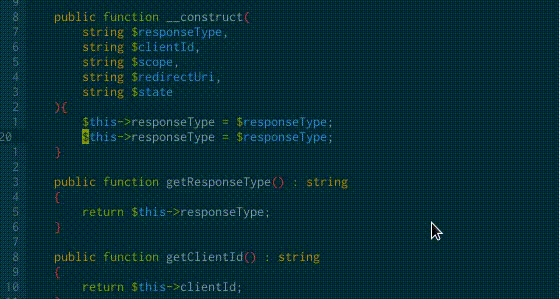 9
8 public function __construct(
7 string $responseType,
6 string $clientId,
5 string $scope,
4 string $redirectUri,
3 string $state
2 ){
1 $this->responseType = $responseType;
20 $this->responseType = $responseType;
1 }
2
3 public function getResponseType() : string
4 {
5 return $this->responseType;
6 }
7
8 public function getClientId() : string
9 {
10 return $this->clientId;